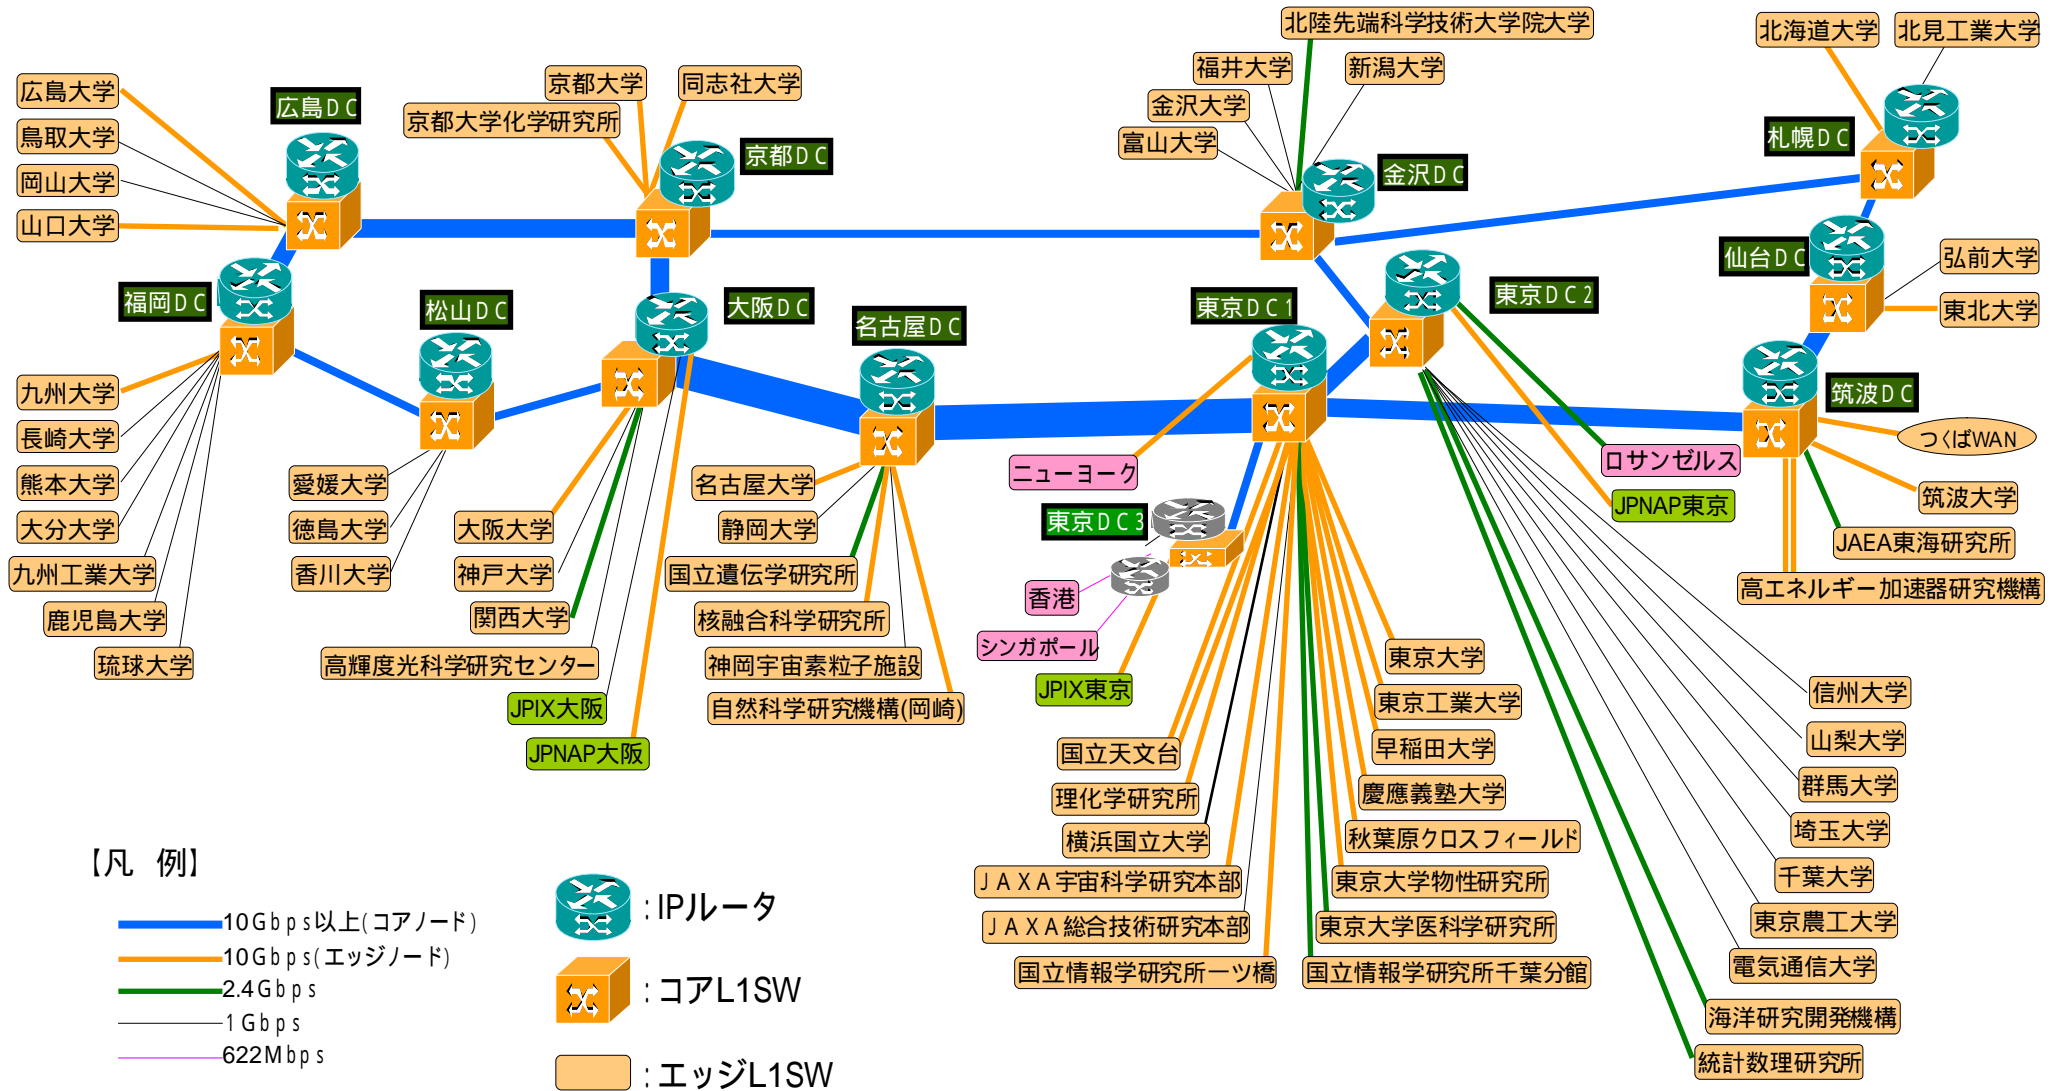 北陸先端科学技術大学院大学
北海道大学
北見工業大学
福井大学
新潟大学
京都大学
同志社大学
広島大学
広島DC
金沢大学
京都大学化学研究所
鳥取大学
札幌DC
富山大学
京都DC
金沢DC
岡山大学
山口大学
仙台DC
弘前大学
福岡DC
松山DC
大阪DC
東京DC1
東京DC2
東北大学
名古屋DC
九州大学
筑波DC
長崎大学
つくばWAN
ロサンゼルス
ニューヨーク
熊本大学
愛媛大学
名古屋大学
筑波大学
JPNAP東京
大分大学
徳島大学
大阪大学
静岡大学
東京DC3
JAEA東海研究所
九州工業大学
香川大学
神戸大学
国立遺伝学研究所
高エネルギー加速器研究機構
香港
鹿児島大学
関西大学
核融合科学研究所
シンガポール
琉球大学
高輝度光科学研究センター
神岡宇宙素粒子施設
東京大学
JPIX東京
信州大学
JPIX大阪
自然科学研究機構(岡崎)
東京工業大学
JPNAP大阪
国立天文台
早稲田大学
山梨大学
理化学研究所
慶應義塾大学
群馬大学
横浜国立大学
秋葉原クロスフィールド
埼玉大学
JAXA宇宙科学研究本部
東京大学物性研究所
千葉大学
JAXA総合技術研究本部
東京大学医科学研究所
東京農工大学
国立情報学研究所一ツ橋
国立情報学研究所千葉分館
電気通信大学
海洋研究開発機構
統計数理研究所
【凡 例】
10Gbps以上(コアノード)
10Gbps(エッジノード)
2.4Gbps
1Gbps
622Mbps
:IPルータ
:コアL1SW
:エッジL1SW